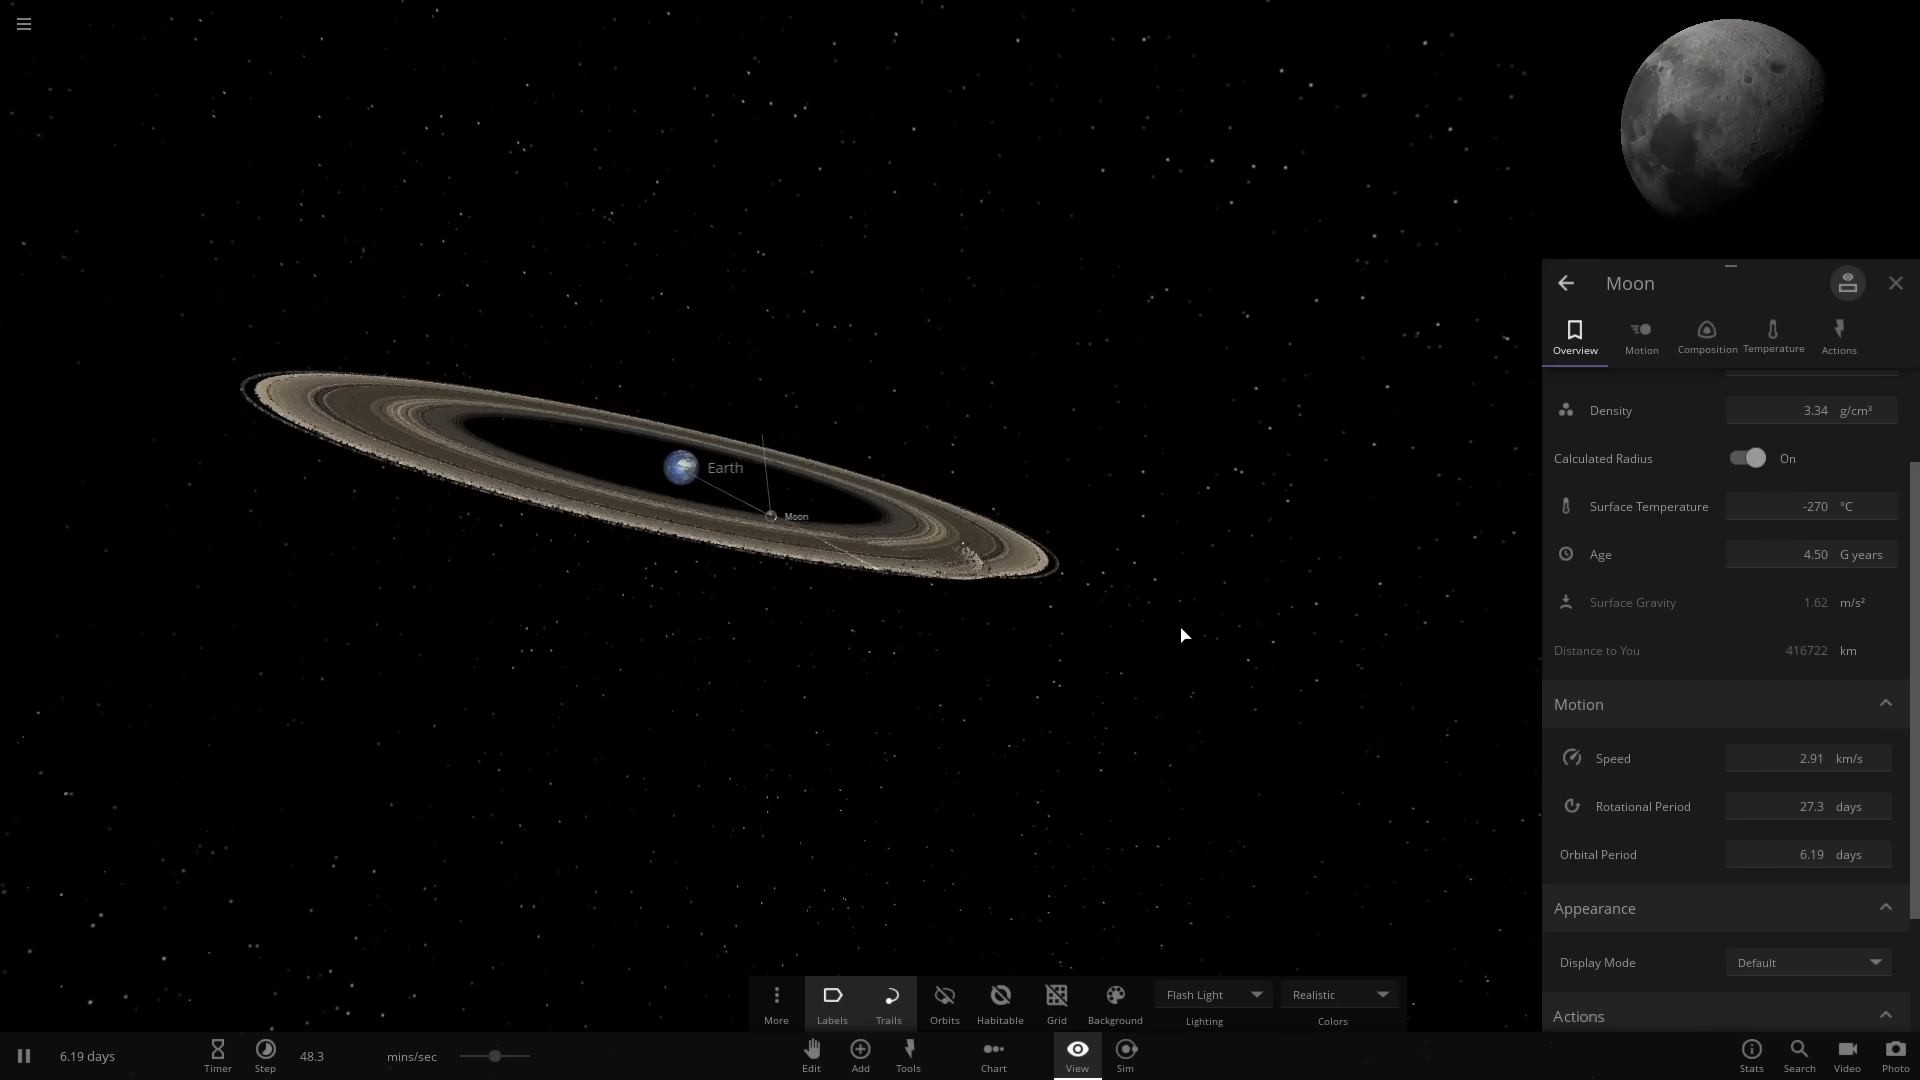 Moon
Overview
Motion
Composition
Temperature
Actions
Density 3.34 g/cm³
Calculated Radius On
Surface Temperature -270 °C
Age 4.50 G years
Surface Gravity 1.62 m/s²
Distance to You 416722 km
Motion
Speed 2.91 km/s
Rotational Period 27.3 days
Orbital Period 6.19 days
Appearance
Display Mode Default
Actions
Earth
Moon
More
Labels
Trails
Orbits
Habitable
Grid
Background
Flash Light
Lighting
Realistic
Colors
6.19 days
Timer
Step
48.3 mins/sec
Edit
Add
Tools
Chart
View
Sim
Stats
Search
Video
Photo